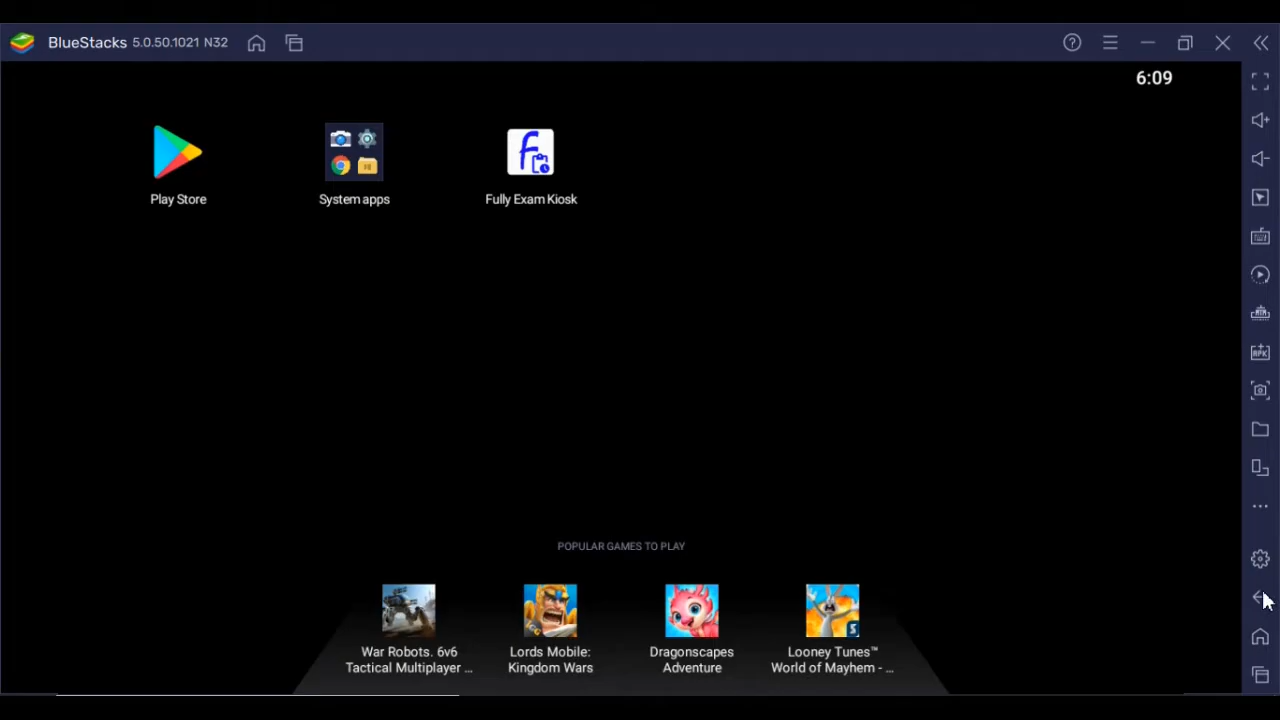 BlueStacks 5.0.50.1021 N32
6:09
Play Store
System apps
Fully Exam Kiosk
POPULAR GAMES TO PLAY
War Robots. 6v6
Tactical Multiplayer ...
Lords Mobile:
Kingdom Wars
Dragonscapes
Adventure
Looney Tunes™
World of Mayhem - ...